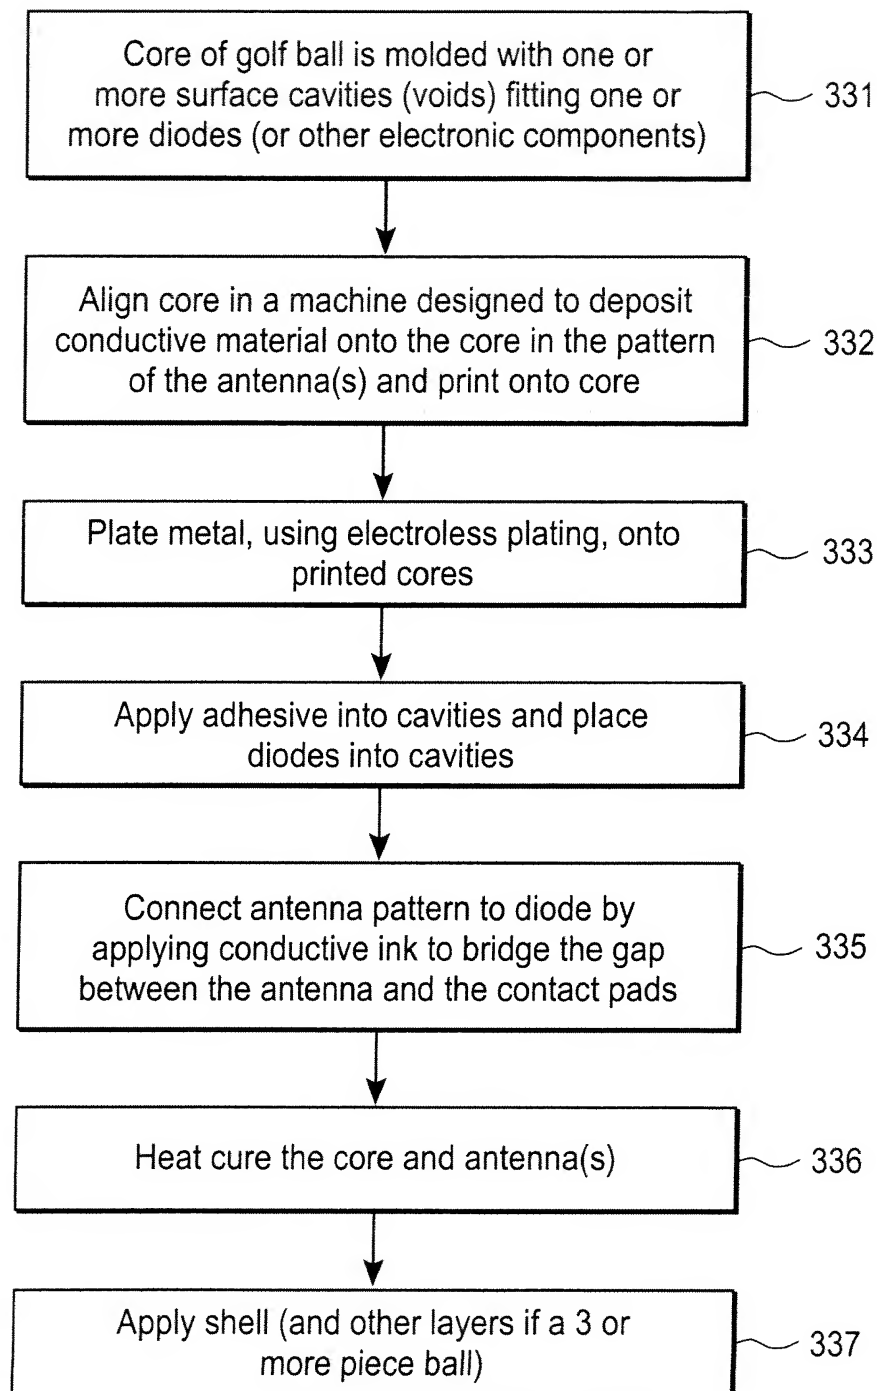 Core of golf ball is molded with one or
more surface cavities (voids) fitting one or
more diodes (or other electronic components)
331
Align core in a machine designed to deposit
conductive material onto the core in the pattern
of the antenna(s) and print onto core
332
Plate metal, using electroless plating, onto
printed cores
333
Apply adhesive into cavities and place
diodes into cavities
334
Connect antenna pattern to diode by
applying conductive ink to bridge the gap
between the antenna and the contact pads
335
Heat cure the core and antenna(s)
336
Apply shell (and other layers if a 3 or
more piece ball)
337